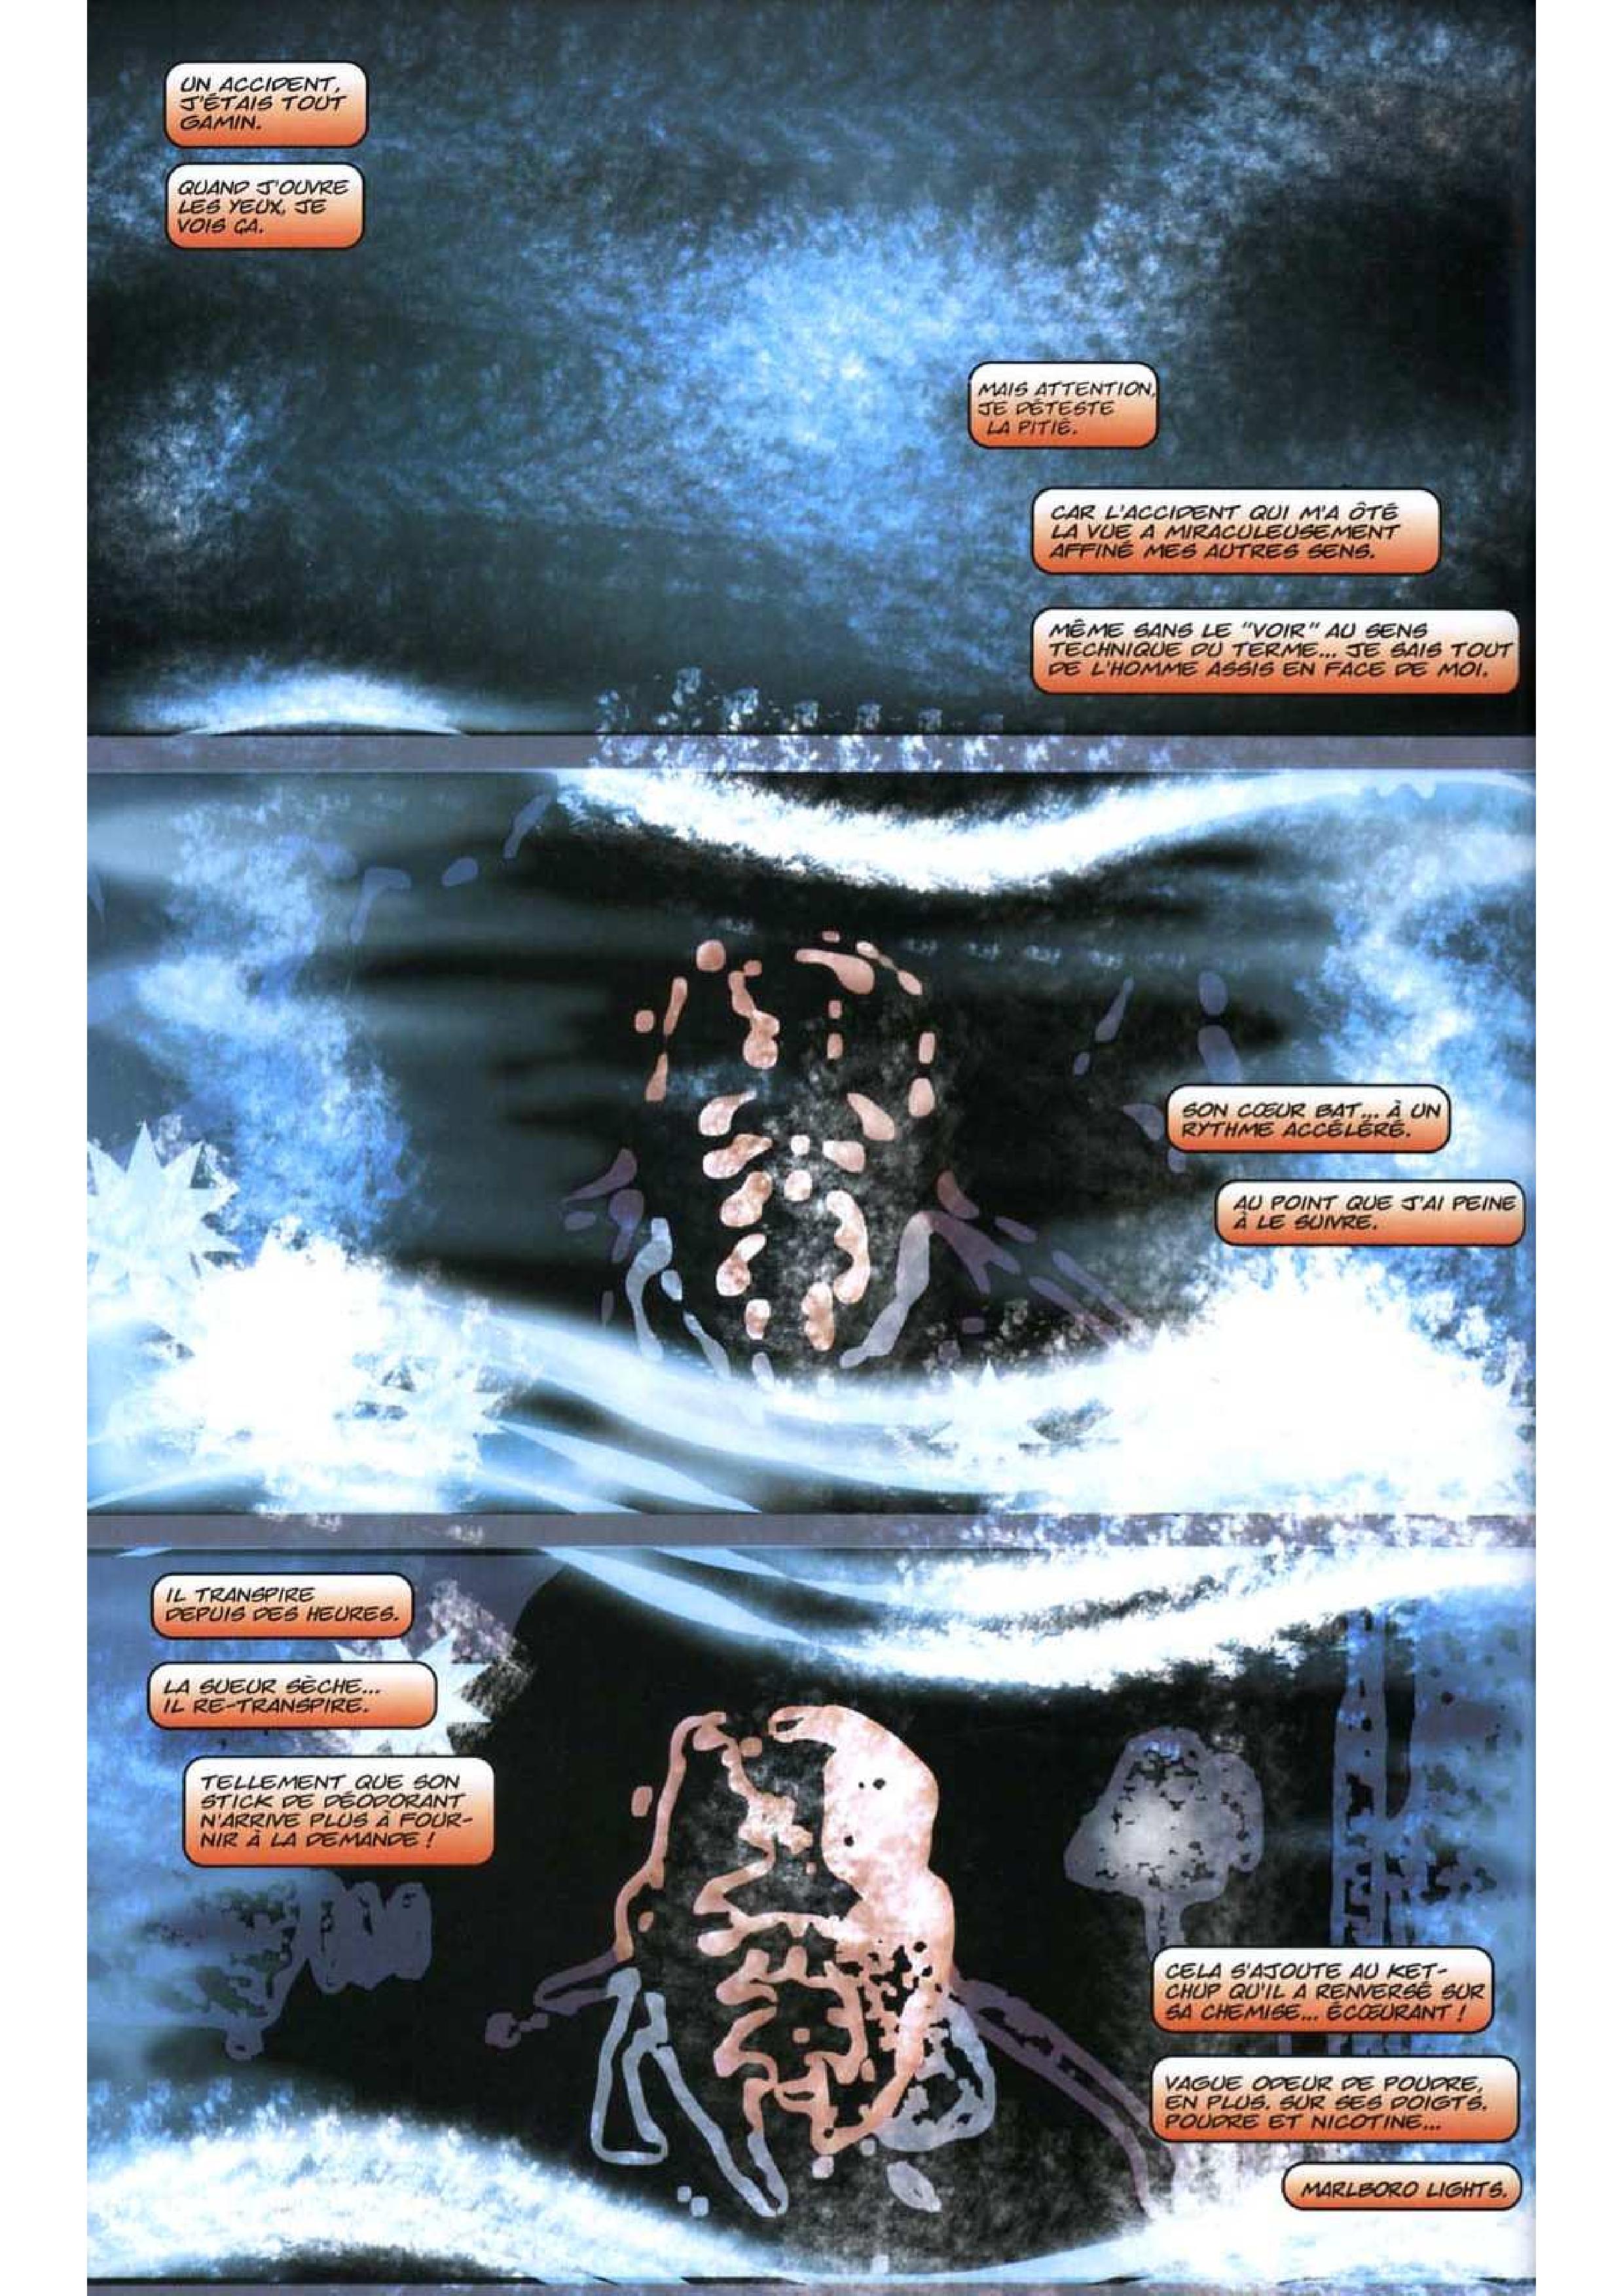 UN ACCIDENT,
J'ÉTAIS TOUT
GAMIN.
QUAND J'OUVRE
LES YEUX, JE
VOIS ÇA.
MAIS ATTENTION,
JE DÉTESTE
LA PITIÉ.
CAR L'ACCIDENT QUI M'A ÔTÉ
LA VUE A MIRACULEUSEMENT
AFFINÉ MES AUTRES SENS.
MÊME SANS LE "VOIR" AU SENS
TECHNIQUE DU TERME... JE SAIS TOUT
DE L'HOMME ASSIS EN FACE DE MOI.
SON CŒUR BAT... À UN
RYTHME ACCÉLÉRÉ.
AU POINT QUE J'AI PEINE
À LE SUIVRE.
IL TRANSPIRE
DEPUIS DES HEURES.
LA SUEUR SÈCHE...
IL RE-TRANSPIRE.
TELLEMENT QUE SON
STICK DE DÉODORANT
N'ARRIVE PLUS À FOUR-
NIR À LA DEMANDE !
CELA S'AJOUTE AU KET-
CHUP QU'IL A RENVERSÉ SUR
SA CHEMISE... ÉCŒURANT !
VAGUE ODEUR DE POUDRE,
EN PLUS. SUR SES DOIGTS.
POUDRE ET NICOTINE...
MARLBORO LIGHTS.